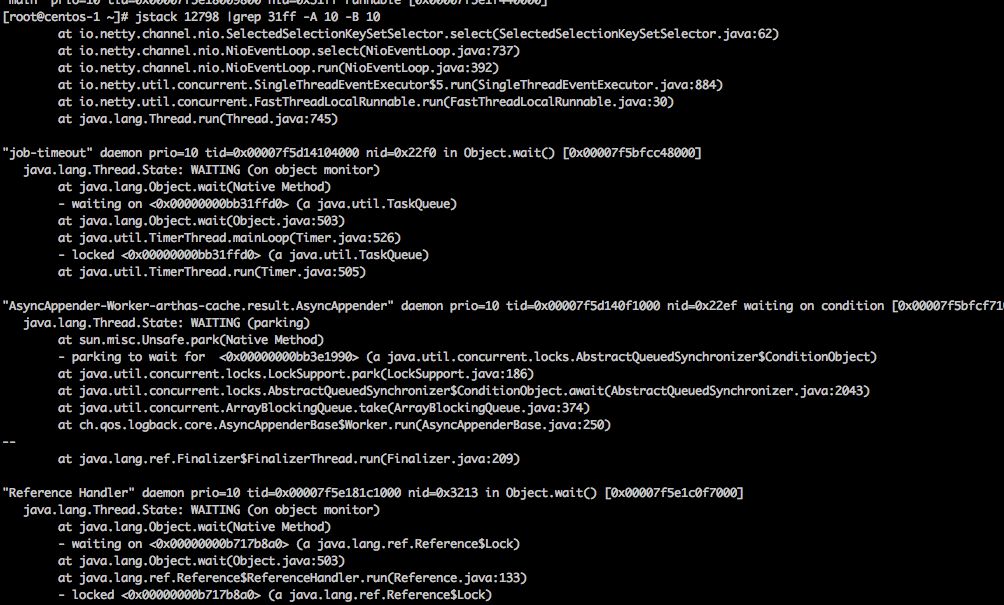 "main" prio=10 tid=0x00007f5e18009800 nid=0x31ff runnable [0x00007f5e1f440000]
[root@centos-1 ~]# jstack 12798 |grep 31ff -A 10 -B 10
at io.netty.channel.nio.SelectedSelectionKeySetSelector.select(SelectedSelectionKeySetSelector.java:62)
at io.netty.channel.nio.NioEventLoop.select(NioEventLoop.java:737)
at io.netty.channel.nio.NioEventLoop.run(NioEventLoop.java:392)
at io.netty.util.concurrent.SingleThreadEventExecutor$5.run(SingleThreadEventExecutor.java:884)
at io.netty.util.concurrent.FastThreadLocalRunnable.run(FastThreadLocalRunnable.java:30)
at java.lang.Thread.run(Thread.java:745)
"job-timeout" daemon prio=10 tid=0x00007f5d14104000 nid=0x22f0 in Object.wait() [0x00007f5bfcc48000]
java.lang.Thread.State: WAITING (on object monitor)
at java.lang.Object.wait(Native Method)
- waiting on <0x00000000bb31ffd0> (a java.util.TaskQueue)
at java.lang.Object.wait(Object.java:503)
at java.util.TimerThread.mainLoop(Timer.java:526)
- locked <0x00000000bb31ffd0> (a java.util.TaskQueue)
at java.util.TimerThread.run(Timer.java:505)
"AsyncAppender-Worker-arthas-cache.result.AsyncAppender" daemon prio=10 tid=0x00007f5d140f1000 nid=0x22ef waiting on condition [0x00007f5bfcf71
java.lang.Thread.State: WAITING (parking)
at sun.misc.Unsafe.park(Native Method)
- parking to wait for  <0x00000000bb3e1990> (a java.util.concurrent.locks.AbstractQueuedSynchronizer$ConditionObject)
at java.util.concurrent.locks.LockSupport.park(LockSupport.java:186)
at java.util.concurrent.locks.AbstractQueuedSynchronizer$ConditionObject.await(AbstractQueuedSynchronizer.java:2043)
at java.util.concurrent.ArrayBlockingQueue.take(ArrayBlockingQueue.java:374)
at ch.qos.logback.core.AsyncAppenderBase$Worker.run(AsyncAppenderBase.java:250)
--
at java.lang.ref.Finalizer$FinalizerThread.run(Finalizer.java:209)
"Reference Handler" daemon prio=10 tid=0x00007f5e181c1000 nid=0x3213 in Object.wait() [0x00007f5e1c0f7000]
java.lang.Thread.State: WAITING (on object monitor)
at java.lang.Object.wait(Native Method)
- waiting on <0x00000000b717b8a0> (a java.lang.ref.Reference$Lock)
at java.lang.Object.wait(Object.java:503)
at java.lang.ref.Reference$ReferenceHandler.run(Reference.java:133)
- locked <0x00000000b717b8a0> (a java.lang.ref.Reference$Lock)